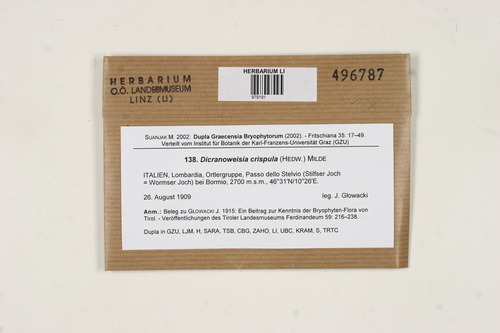 HERBARIUM
O.Ö. LANDESMUSEUM
LINZ (LI)
HERBARIUM LI
496787
SUANJAK M. 2002: Dupla Graecensia Bryophytorum (2002). - Fritschiana 35: 17–49.
Verteilt vom Institut für Botanik der Karl-Franzens-Universität Graz (GZU)
138. Dicranoweisia crispula (HEDW.) MILDE
ITALIEN, Lombardia, Ortlergruppe, Passo dello Stelvio (Stilfser Joch
= Wormser Joch) bei Bormio, 2700 m.s.m., 46°31'N/10°26'E.
26. August 1909 leg. J. Głowacki
Anm.: Beleg zu GŁOWACKI J. 1915: Ein Beitrag zur Kenntnis der Bryophyten-Flora von
Tirol. - Veröffentlichungen des Tiroler Landesmuseums Ferdinandeum 59: 216–238.
Dupla in GZU, LJM, H, SARA, TSB, CBG, ZAHO, LI, UBC, KRAM, S, TRTC